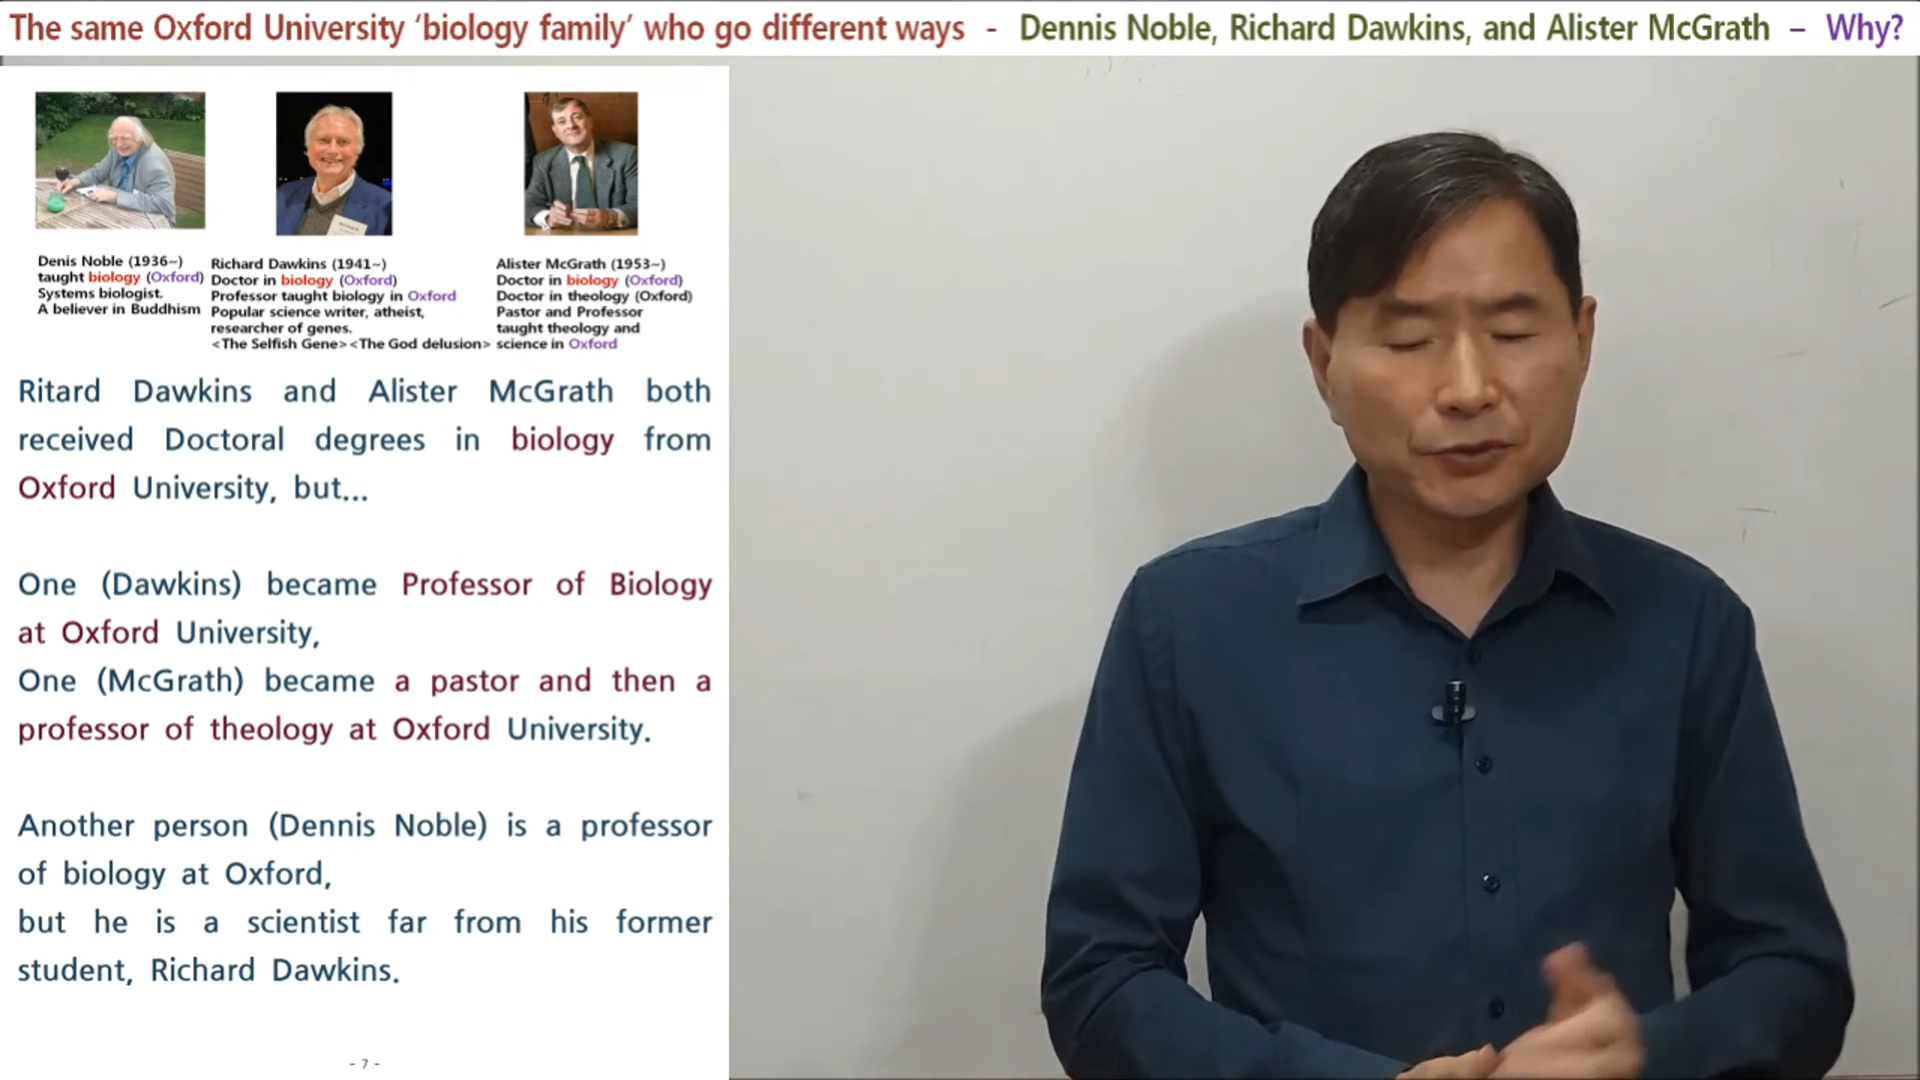 The same Oxford University ‘biology family’ who go different ways - Dennis Noble, Richard Dawkins, and Alister McGrath – Why?
Denis Noble (1936~)
taught biology (Oxford)
Systems biologist.
A believer in Buddhism
Richard Dawkins (1941~)
Doctor in biology (Oxford)
Professor taught biology in Oxford
Popular science writer, atheist,
researcher of genes.
<The Selfish Gene><The God delusion>
Alister McGrath (1953~)
Doctor in biology (Oxford)
Doctor in theology (Oxford)
Pastor and Professor
taught theology and
science in Oxford
Ritard Dawkins and Alister McGrath both
received Doctoral degrees in biology from
Oxford University, but...
One (Dawkins) became Professor of Biology
at Oxford University,
One (McGrath) became a pastor and then a
professor of theology at Oxford University.
Another person (Dennis Noble) is a professor
of biology at Oxford,
but he is a scientist far from his former
student, Richard Dawkins.
- 7 -